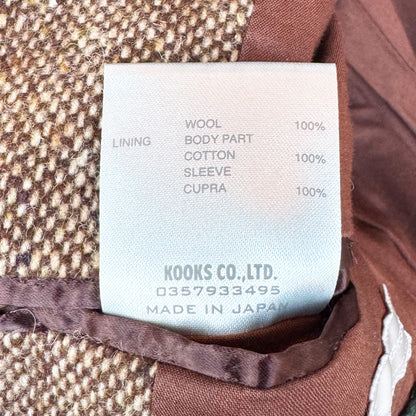 WOOL 100%
LINING BODY PART
COTTON 100%
SLEEVE
CUPRA 100%
KOOKS CO.,LTD.
0357933495
MADE IN JAPAN